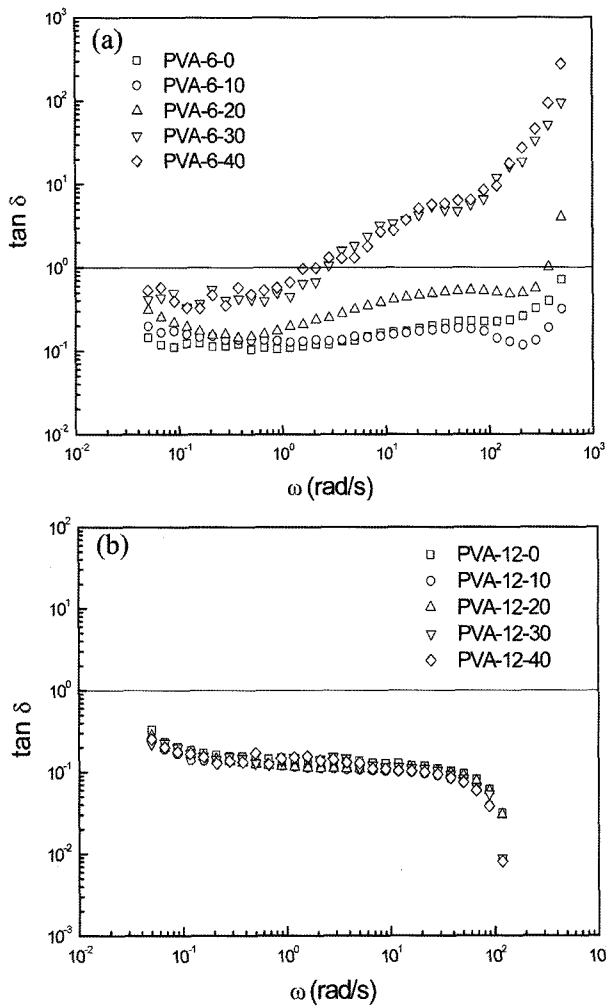 (a)
PVA-6-0
PVA-6-10
PVA-6-20
PVA-6-30
PVA-6-40
10³
10²
10¹
10⁰
10⁻¹
10⁻²
tan δ
10⁻² 10⁻¹ 10⁰ 10¹ 10² 10³
ω (rad/s)
(b)
PVA-12-0
PVA-12-10
PVA-12-20
PVA-12-30
PVA-12-40
10²
10¹
10⁰
10⁻¹
10⁻²
10⁻³
tan δ
10⁻² 10⁻¹ 10⁰ 10¹ 10² 10³
ω (rad/s)